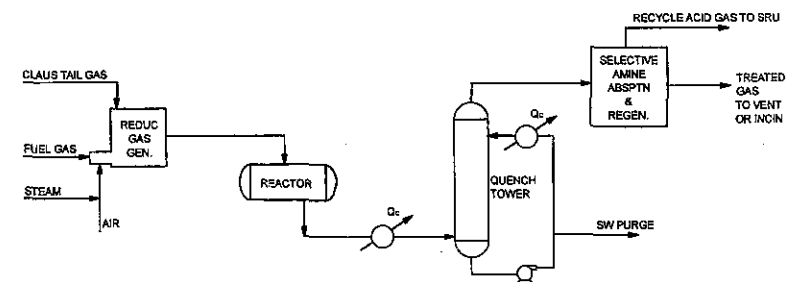 RECYCLE ACID GAS TO SRU
CLAUS TAIL GAS
SELECTIVE
AMINE
ABSPTN
&
REGEN.
TREATED
GAS
TO VENT
OR INCIN
REDUC
GAS
GEN.
Qc
FUEL GAS
REACTOR
QUENCH
TOWER
STEAM
AIR
Qc
SW PURGE